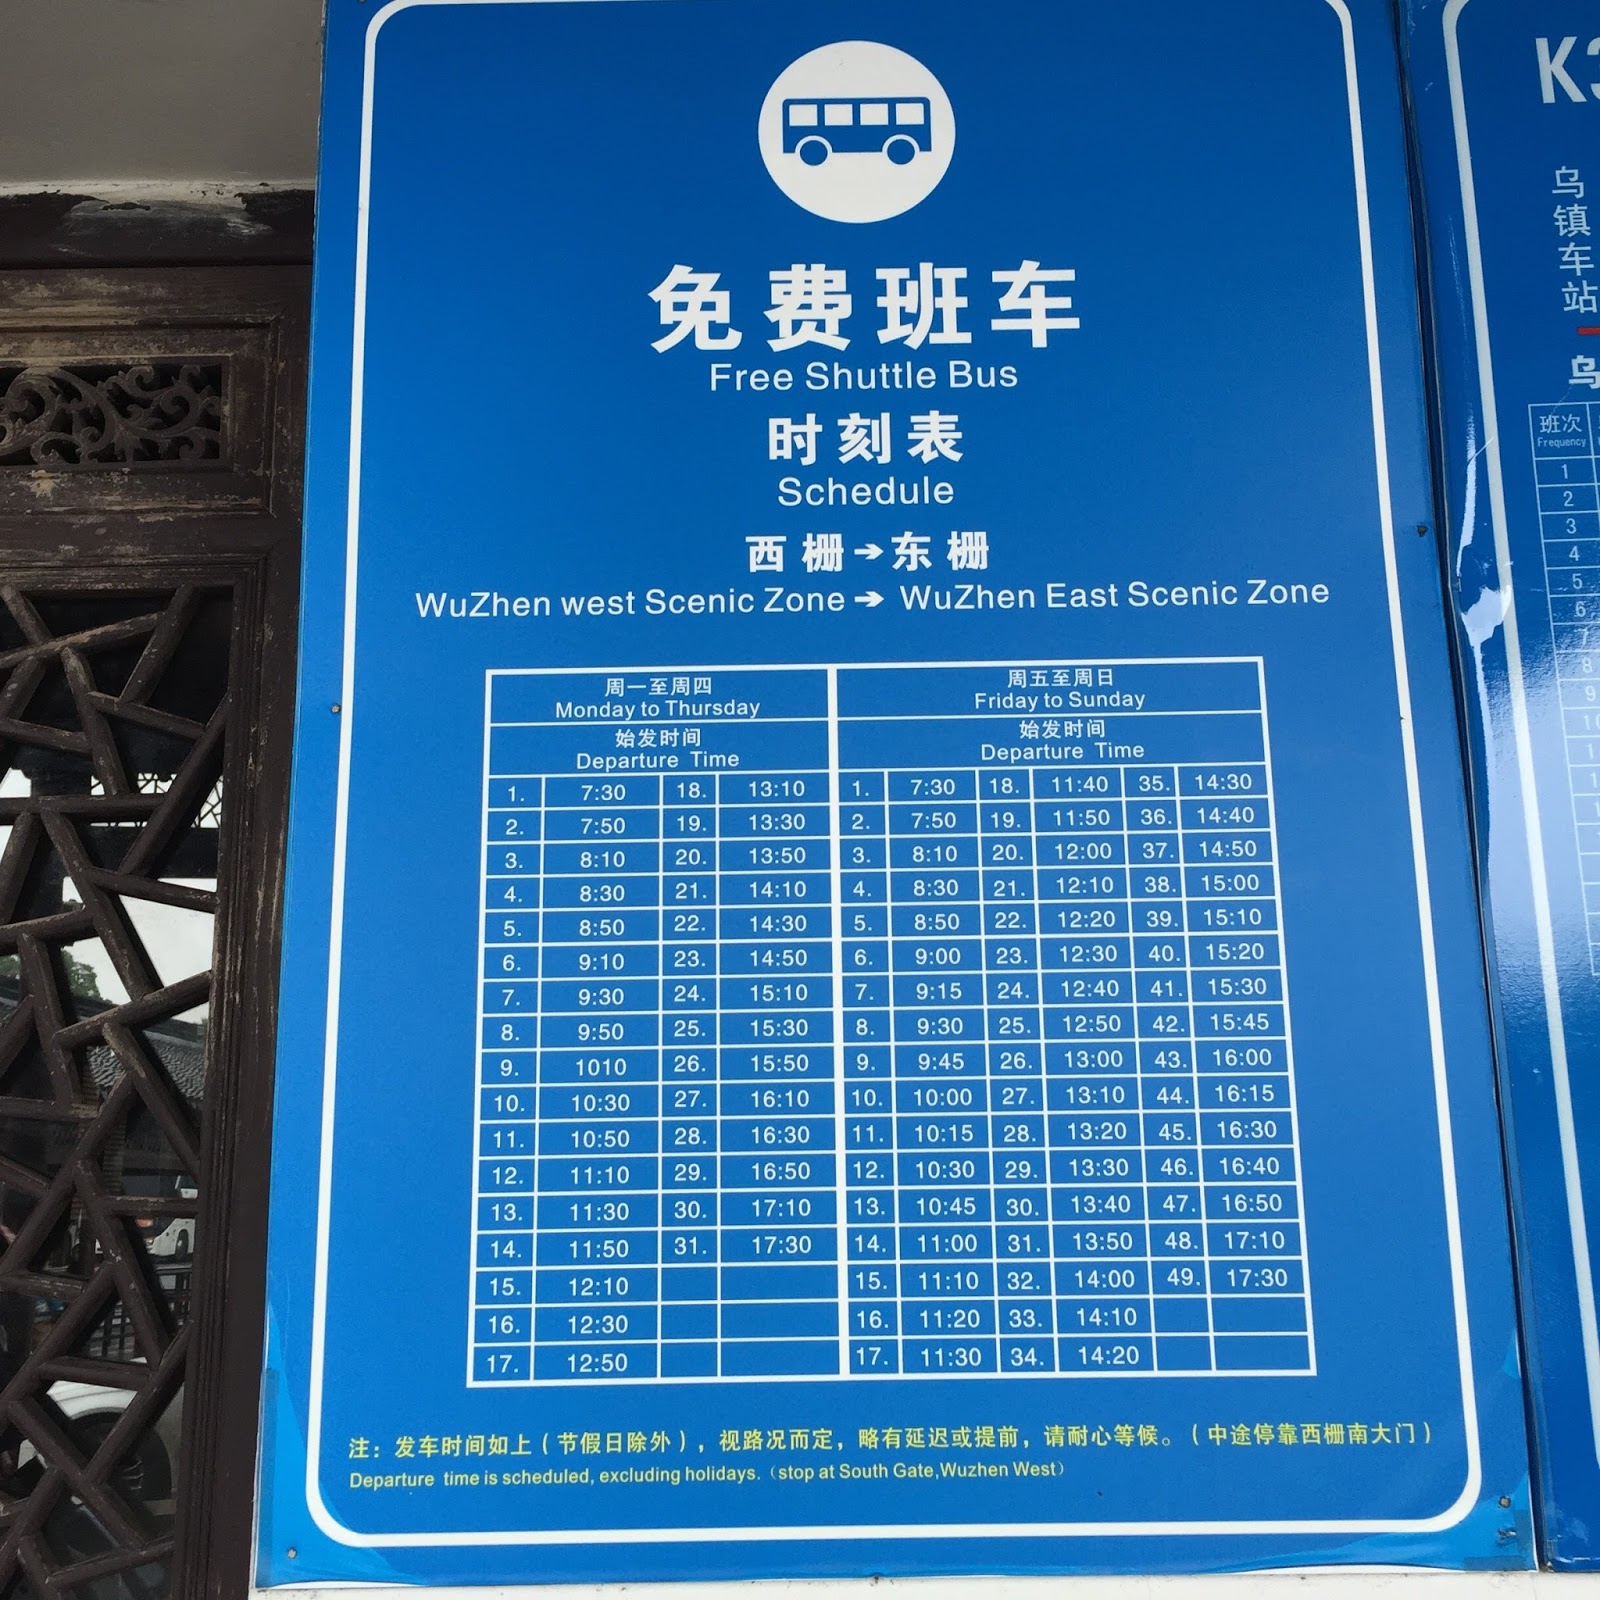 免费班车
Free Shuttle Bus
时刻表
Schedule
西栅→东栅
WuZhen west Scenic Zone → WuZhen East Scenic Zone
周一至周四 周五至周日
Monday to Thursday Friday to Sunday
始发时间 始发时间
Departure Time Departure Time
1. 7:30 18. 13:10 1. 7:30 18. 11:40 35. 14:30
2. 7:50 19. 13:30 2. 7:50 19. 11:50 36. 14:40
3. 8:10 20. 13:50 3. 8:10 20. 12:00 37. 14:50
4. 8:30 21. 14:10 4. 8:30 21. 12:10 38. 15:00
5. 8:50 22. 14:30 5. 8:50 22. 12:20 39. 15:10
6. 9:10 23. 14:50 6. 9:00 23. 12:30 40. 15:20
7. 9:30 24. 15:10 7. 9:15 24. 12:40 41. 15:30
8. 9:50 25. 15:30 8. 9:30 25. 12:50 42. 15:45
9. 1010 26. 15:50 9. 9:45 26. 13:00 43. 16:00
10. 10:30 27. 16:10 10. 10:00 27. 13:10 44. 16:15
11. 10:50 28. 16:30 11. 10:15 28. 13:20 45. 16:30
12. 11:10 29. 16:50 12. 10:30 29. 13:30 46. 16:40
13. 11:30 30. 17:10 13. 10:45 30. 13:40 47. 16:50
14. 11:50 31. 17:30 14. 11:00 31. 13:50 48. 17:10
15. 12:10 15. 11:10 32. 14:00 49. 17:30
16. 12:30 16. 11:20 33. 14:10
17. 12:50 17. 11:30 34. 14:20
注：发车时间如上（节假日除外），视路况而定，略有延迟或提前，请耐心等候。（中途停靠西栅南大门）
Departure time is scheduled, excluding holidays.（stop at South Gate,Wuzhen West）
乌镇车站
乌
班次
Frequency
1
2
3
4
5
6
7
8
9